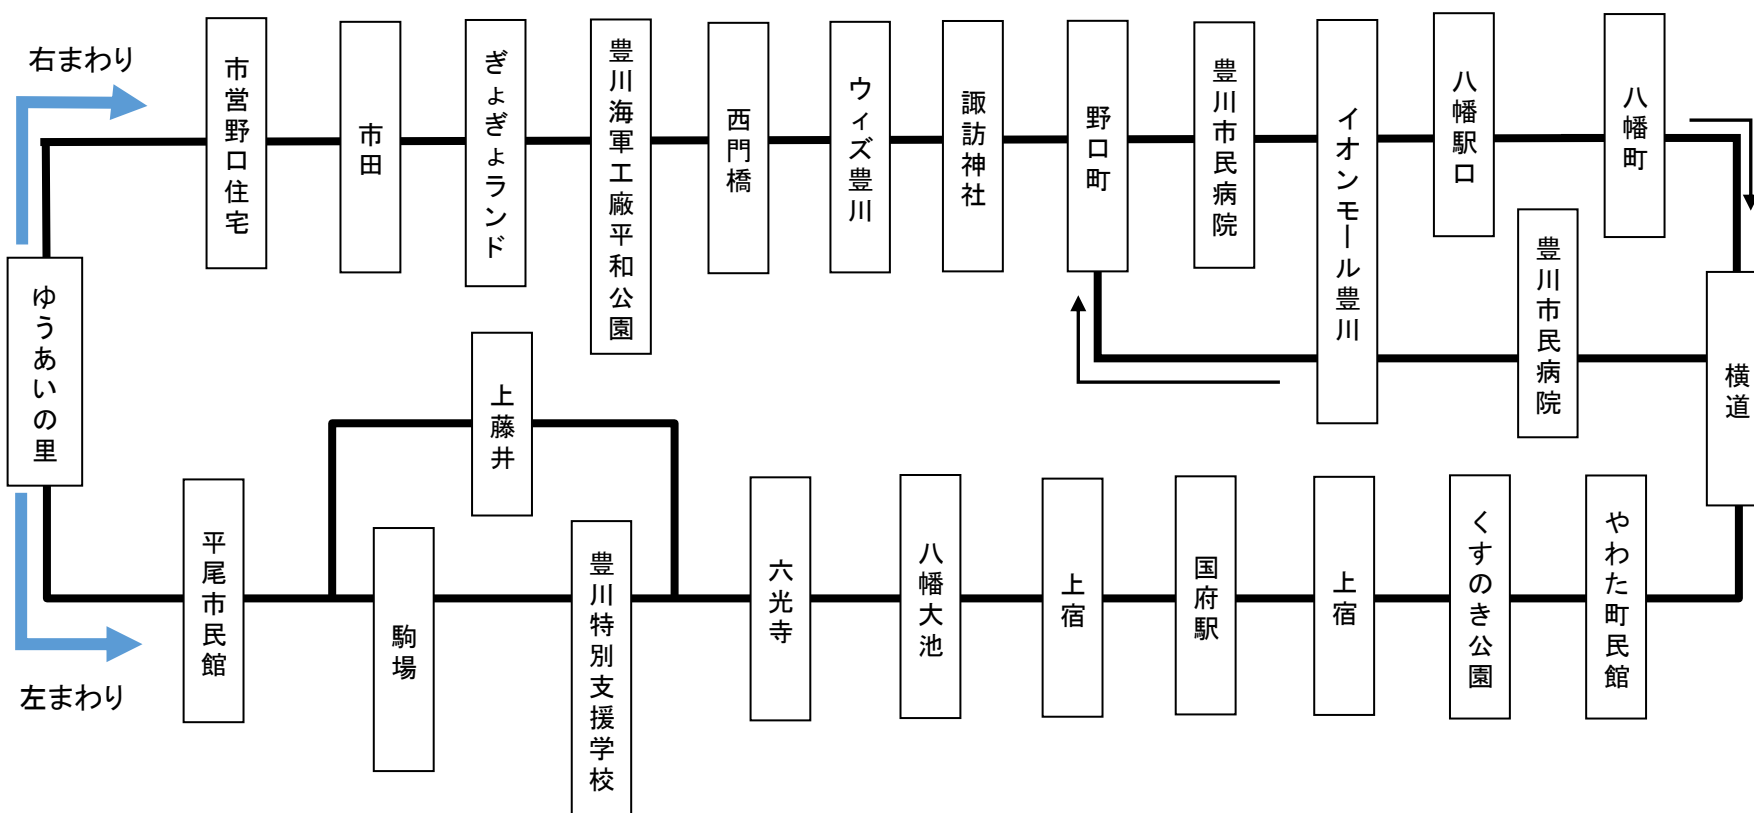 右まわり
市営野口住宅
市田
ぎょぎょランド
豊川海軍工廠平和公園
西門橋
ウィズ豊川
諏訪神社
野口町
豊川市民病院
イオンモール豊川
八幡駅口
八幡町
豊川市民病院
横道
ゆうあいの里
上藤井
平尾市民館
駒場
豊川特別支援学校
六光寺
八幡大池
上宿
国府駅
上宿
くすのき公園
やわた町民館
左まわり